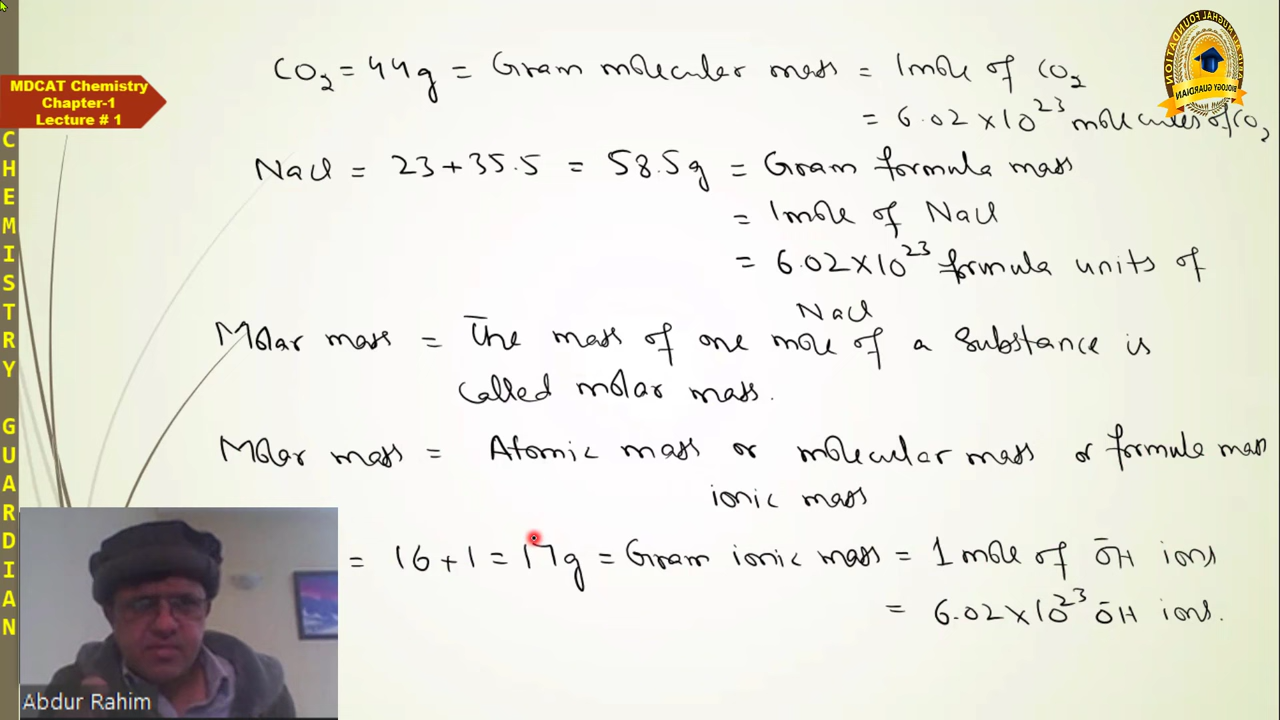 MDCAT Chemistry
Chapter-1
Lecture # 1
CHEMISTRY GUARDIAN
BIOLOGY GUARDIAN
CO₂ = 44g = Gram molecular mass = 1mole of CO₂
= 6.02 × 10²³ molecules of CO₂
NaCl = 23 + 35.5 = 58.5g = Gram formula mass
= 1mole of NaCl
= 6.02 × 10²³ formula units of
NaCl
Molar mass = The mass of one mole of a substance is
called molar mass.
Molar mass = Atomic mass or molecular mass or formula mass
ionic mass
= 16 + 1 = 17g = Gram ionic mass = 1 mole of ŌH ions
= 6.02 × 10²³ ŌH ions.
Abdur Rahim